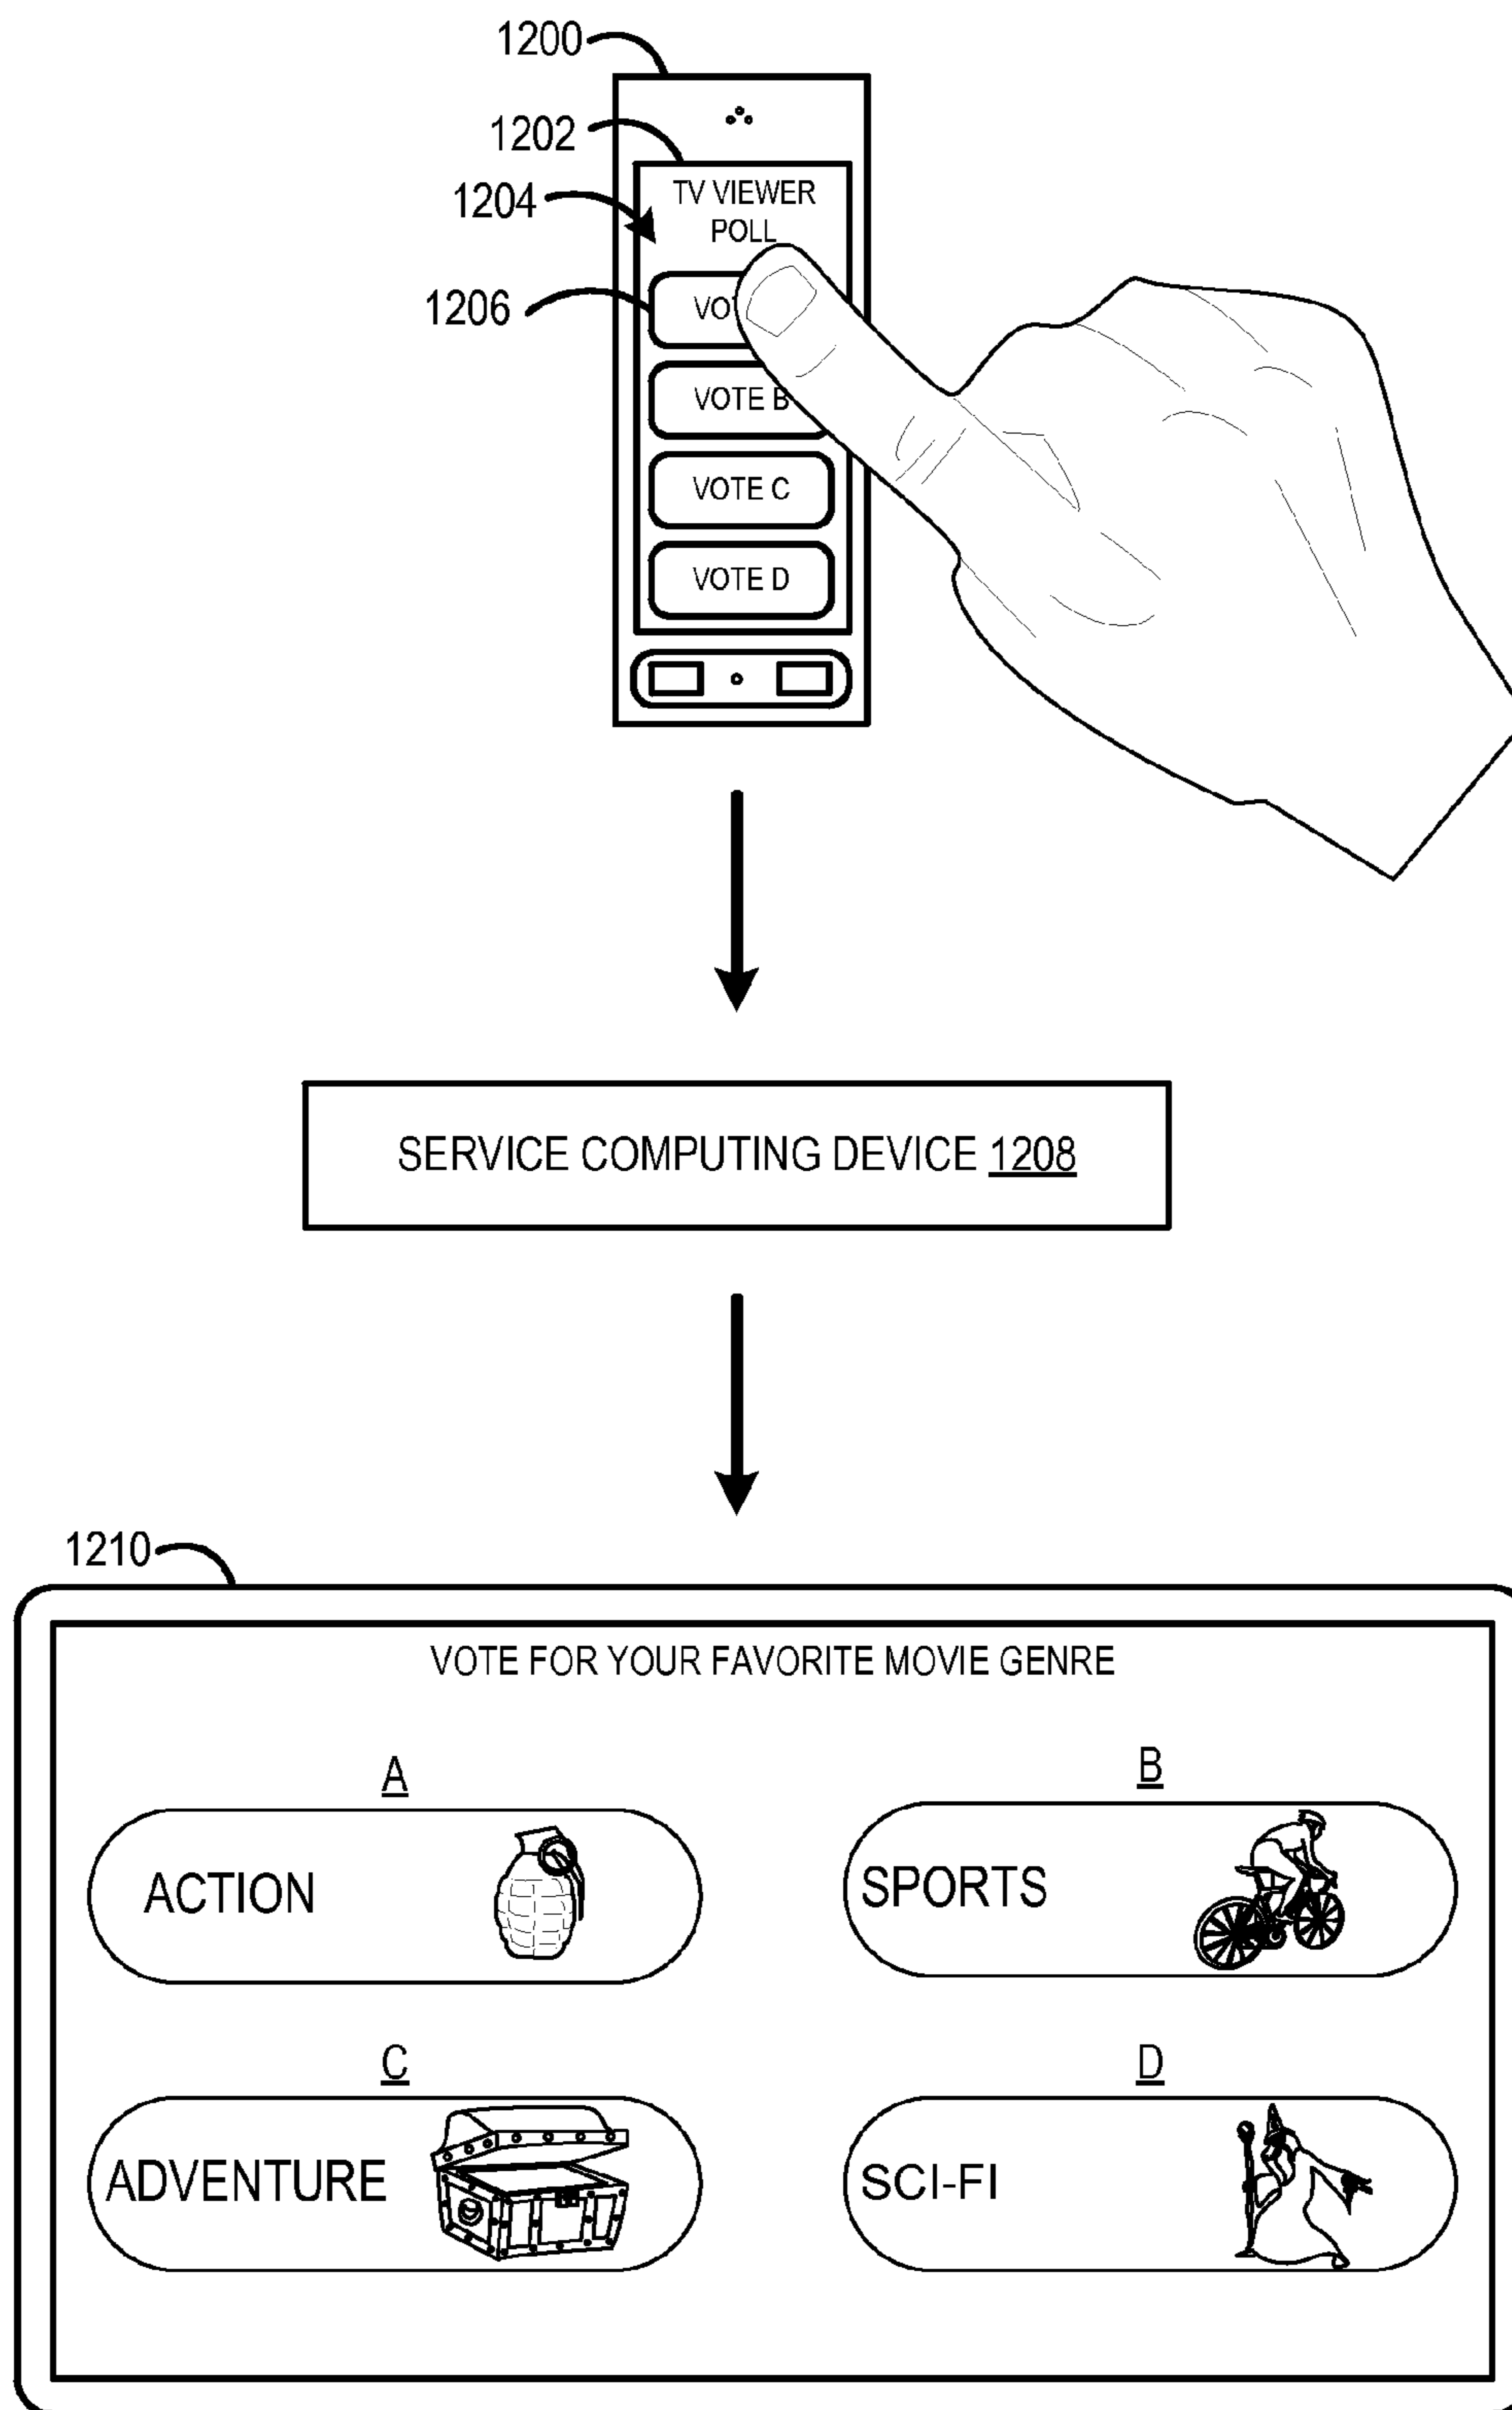 1200
1202
1204
TV VIEWER
POLL
1206
VOTE B
VOTE C
VOTE D
SERVICE COMPUTING DEVICE 1208
1210
VOTE FOR YOUR FAVORITE MOVIE GENRE
A
B
ACTION
SPORTS
C
D
ADVENTURE
SCI-FI